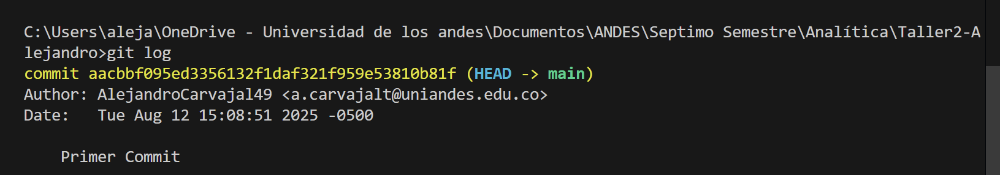 C:\Users\aleja\OneDrive - Universidad de los andes\Documentos\ANDES\Septimo Semestre\Analítica\Taller2-A
lejandro>git log
commit aacbbf095ed3356132f1daf321f959e53810b81f (HEAD -> main)
Author: AlejandroCarvajal49 <a.carvajalt@uniandes.edu.co>
Date:   Tue Aug 12 15:08:51 2025 -0500
    Primer Commit